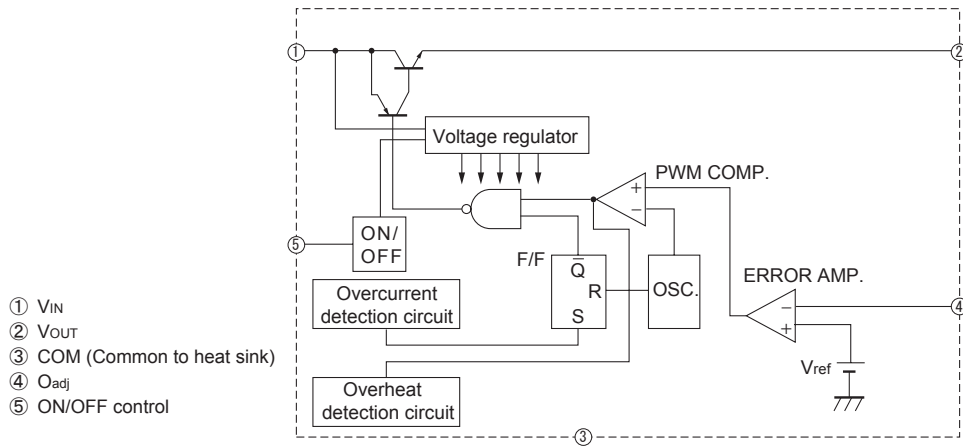 ①
②
Voltage regulator
PWM COMP.
+
−
⑤
ON/
OFF
F/F
Q̅
R
S
OSC.
ERROR AMP.
−
+
④
Overcurrent
detection circuit
Vref
Overheat
detection circuit
③
① VIN
② VOUT
③ COM (Common to heat sink)
④ Oadj
⑤ ON/OFF control